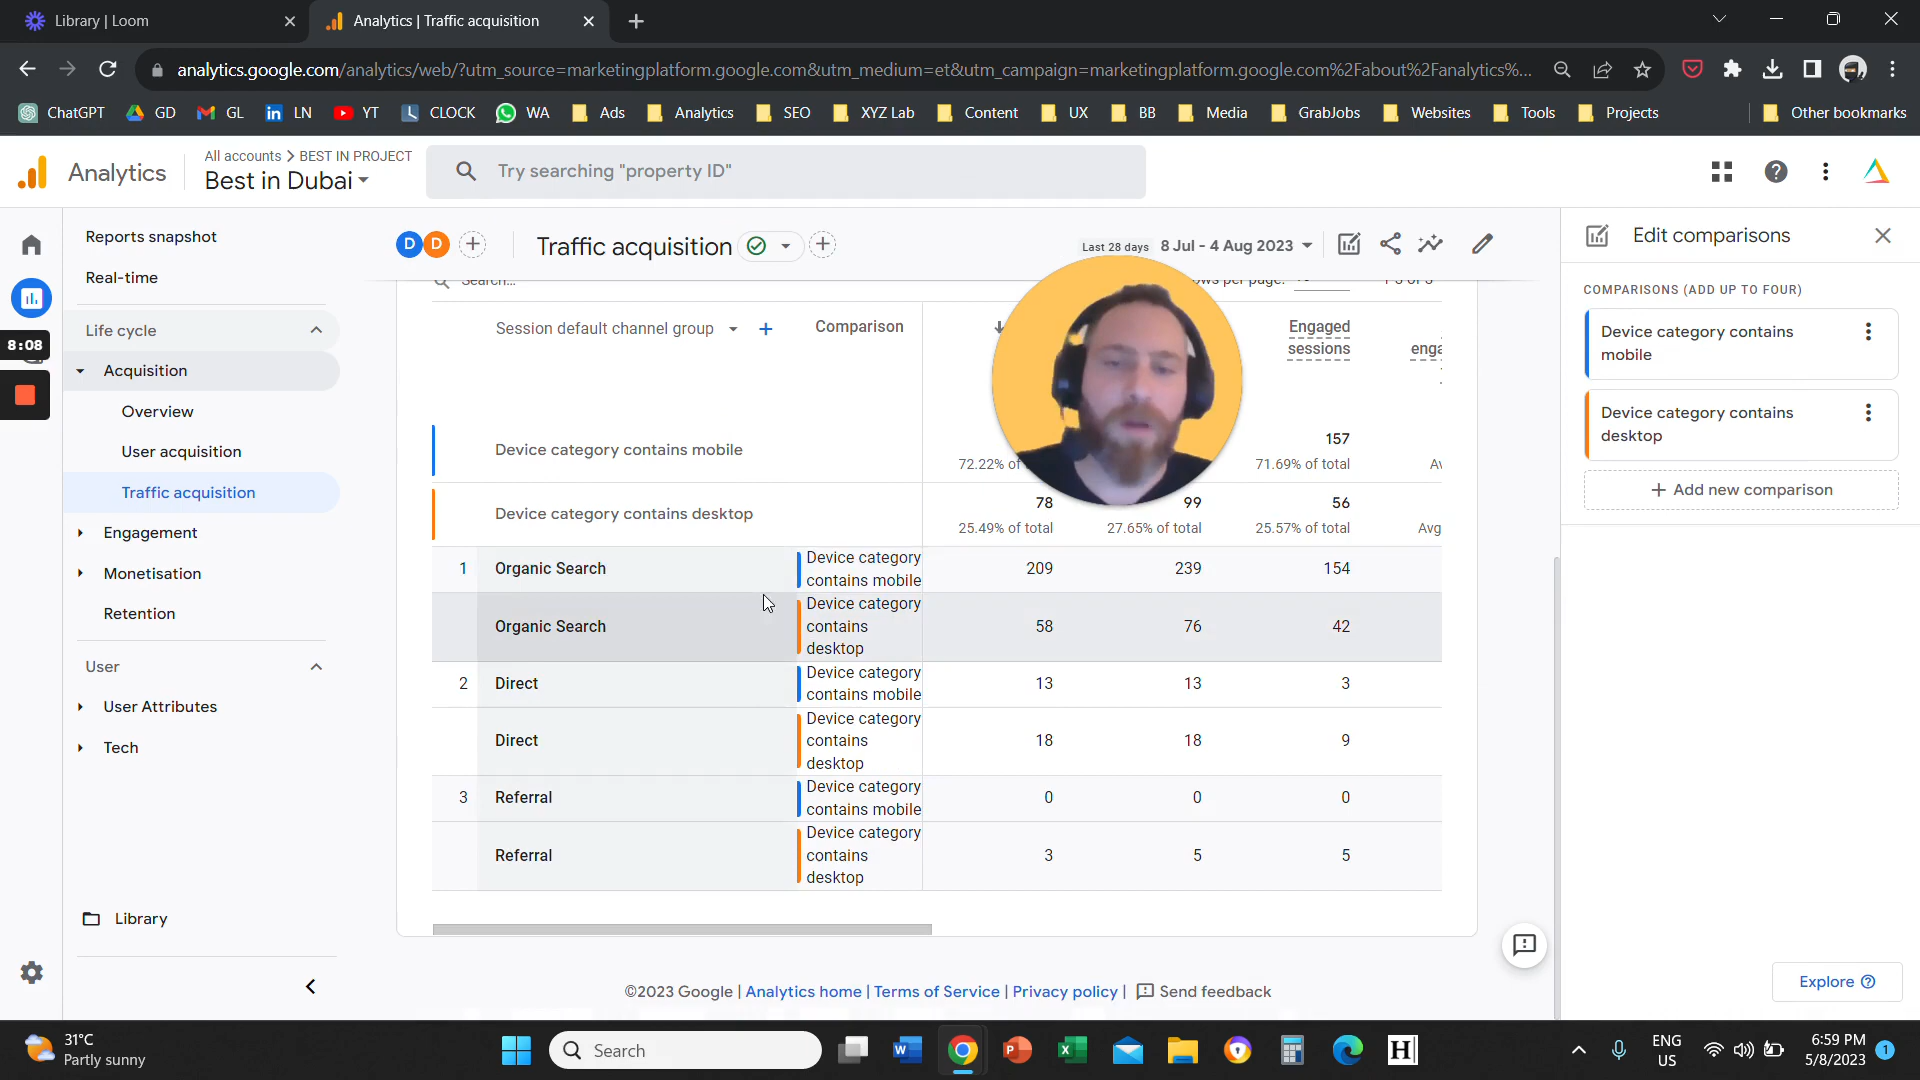 Library | Loom
Analytics | Traffic acquisition
analytics.google.com/analytics/web/?utm_source=marketingplatform.google.com&utm_medium=et&utm_campaign=marketingplatform.google.com%2Fabout%2Fanalytics%...
ChatGPT GD GL LN YT CLOCK WA Ads Analytics SEO XYZ Lab Content UX BB Media GrabJobs Websites Tools Projects Other bookmarks
Analytics
All accounts > BEST IN PROJECT
Best in Dubai
Try searching "property ID"
Reports snapshot
Real-time
Life cycle
8:08
Acquisition
Overview
User acquisition
Traffic acquisition
Engagement
Monetisation
Retention
User
User Attributes
Tech
Library
D D
Traffic acquisition
Last 28 days 8 Jul - 4 Aug 2023
Search...
per page:
Session default channel group
Comparison
Engaged
sessions
enga
Device category contains mobile
72.22% of
157
71.69% of total
Device category contains desktop
78 99 56
25.49% of total 27.65% of total 25.57% of total Avg
1 Organic Search Device category
contains mobile 209 239 154
Organic Search Device category
contains
desktop 58 76 42
2 Direct Device category
contains mobile 13 13 3
Direct Device category
contains
desktop 18 18 9
3 Referral Device category
contains mobile 0 0 0
Referral Device category
contains
desktop 3 5 5
©2023 Google | Analytics home | Terms of Service | Privacy policy | Send feedback
Edit comparisons
COMPARISONS (ADD UP TO FOUR)
Device category contains
mobile
Device category contains
desktop
+ Add new comparison
Explore
31°C
Partly sunny
Search
H
ENG
US
6:59 PM
5/8/2023
1